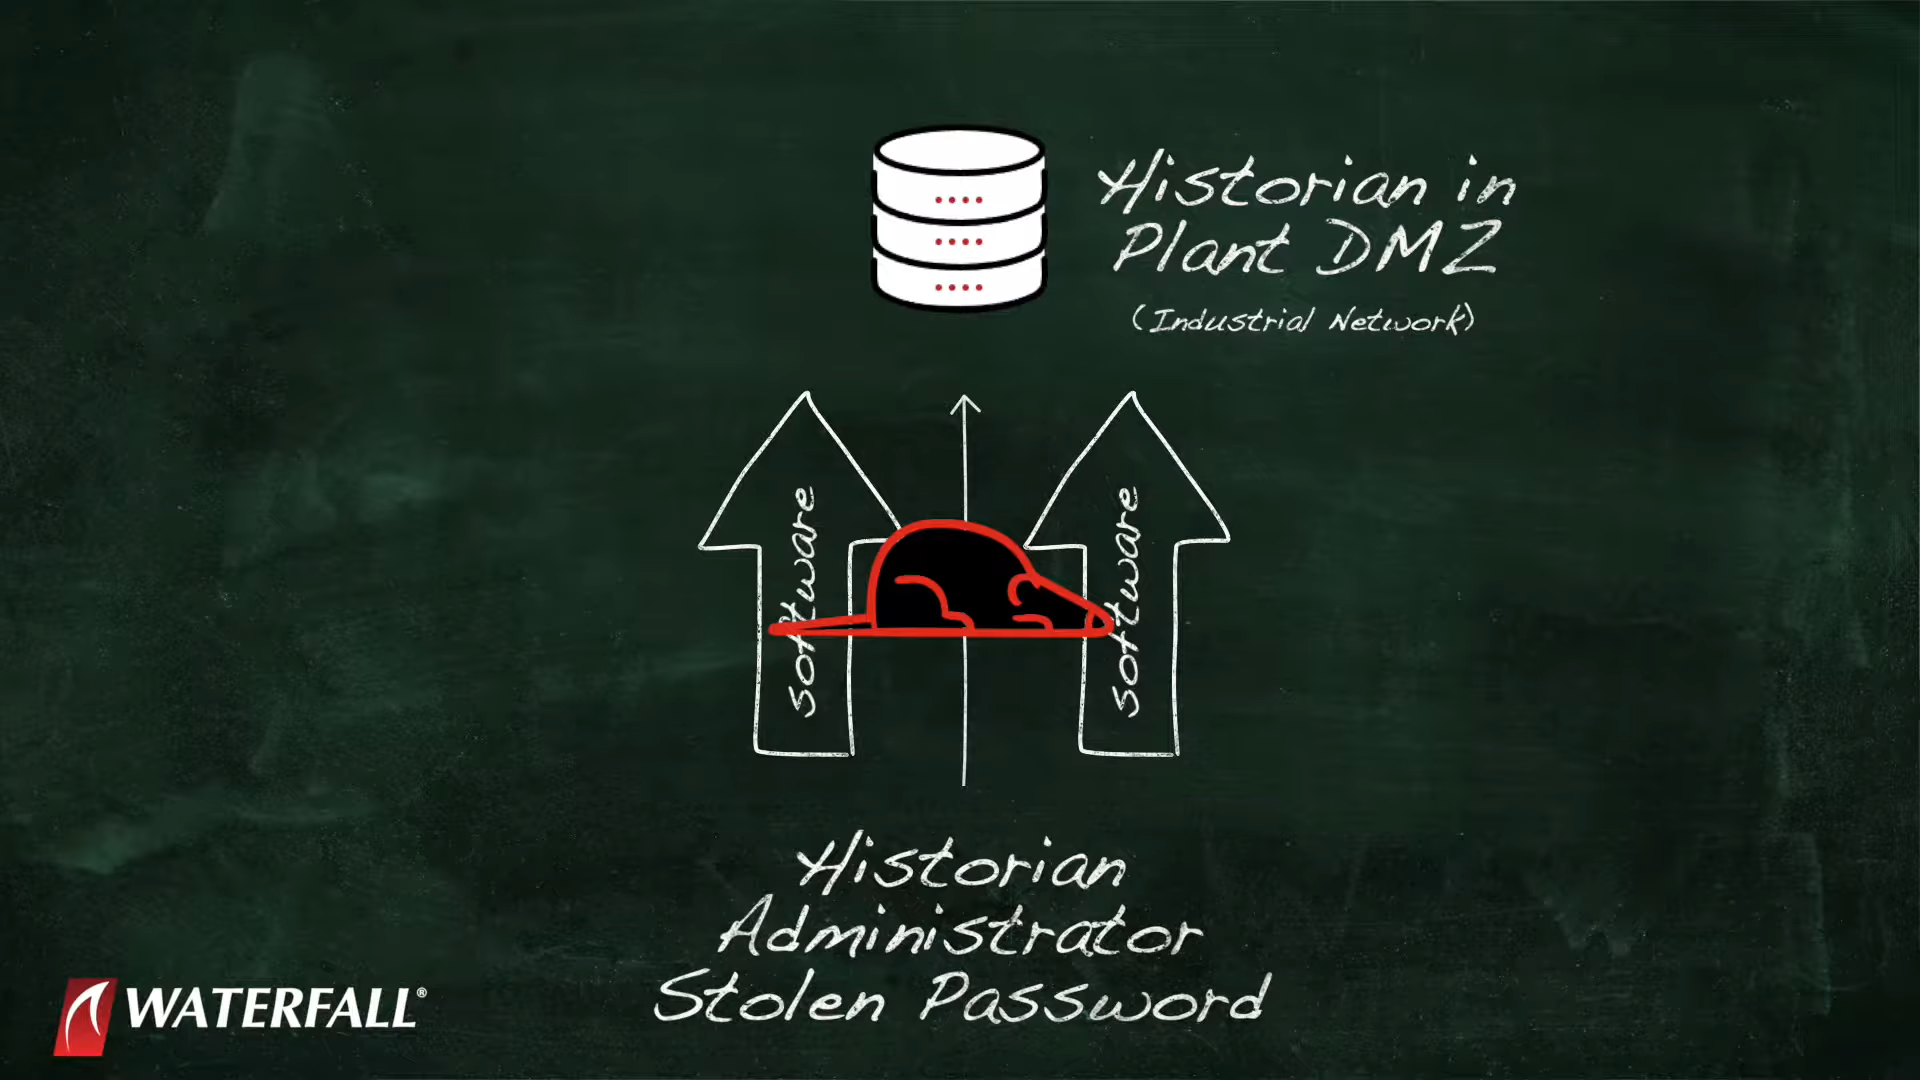 Historian in
Plant DMZ
(Industrial Network)
software
software
Historian
Administrator
Stolen Password
WATERFALL®